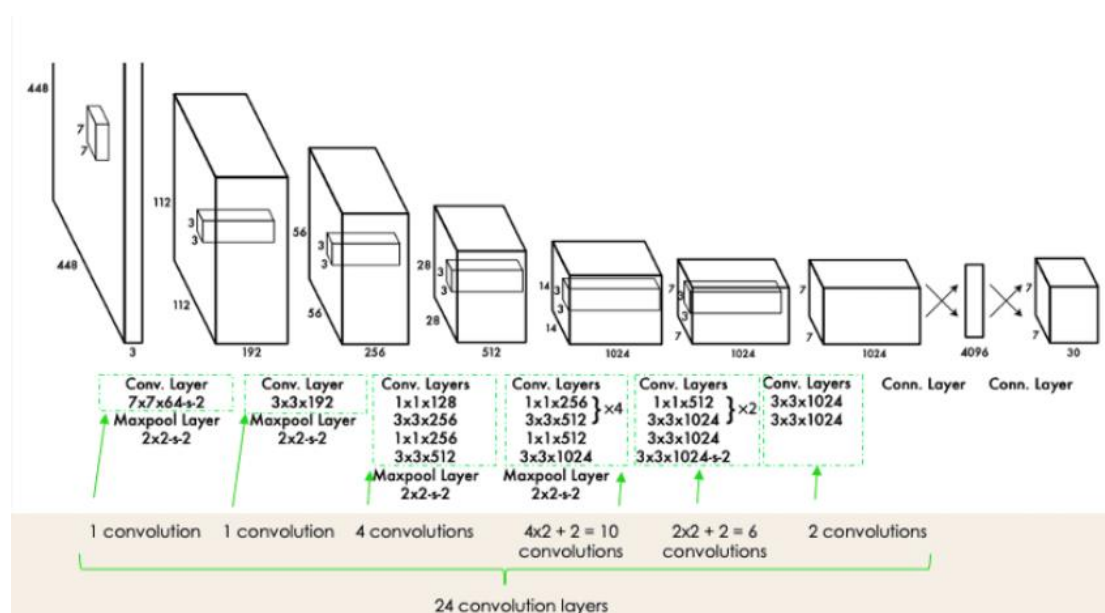 448
7
7
448
3
112
3
3
112
192
56
3
3
56
256
28
3
3
28
512
14
3
3
14
1024
7
3
3
7
1024
7
7
1024
4096
7
7
30
Conv. Layer
7x7x64-s-2
Maxpool Layer
2x2-s-2
Conv. Layer
3x3x192
Maxpool Layer
2x2-s-2
Conv. Layers
1x1x128
3x3x256
1x1x256
3x3x512
Maxpool Layer
2x2-s-2
Conv. Layers
1x1x256
3x3x512 } ×4
1x1x512
3x3x1024
Maxpool Layer
2x2-s-2
Conv. Layers
1x1x512
3x3x1024 } ×2
3x3x1024
3x3x1024-s-2
Conv. Layers
3x3x1024
3x3x1024
Conn. Layer
Conn. Layer
1 convolution
1 convolution
4 convolutions
4x2 + 2 = 10
convolutions
2x2 + 2 = 6
convolutions
2 convolutions
24 convolution layers